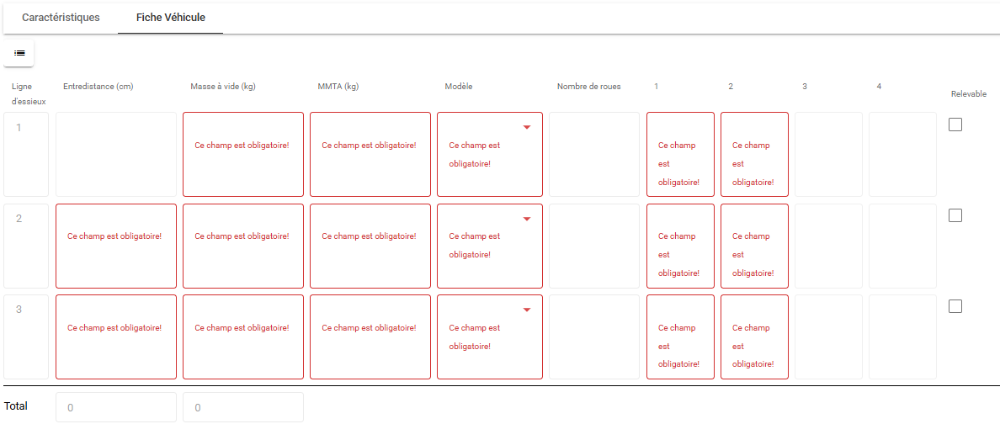 Caractéristiques Fiche Véhicule
Ligne d'essieux Entredistance (cm) Masse à vide (kg) MMTA (kg) Modèle Nombre de roues 1 2 3 4 Relevable
1
Ce champ est obligatoire!
Ce champ est obligatoire!
Ce champ est
obligatoire!
Ce champ
est
obligatoire!
Ce champ
est
obligatoire!
2
Ce champ est obligatoire!
Ce champ est obligatoire!
Ce champ est obligatoire!
Ce champ est
obligatoire!
Ce champ
est
obligatoire!
Ce champ
est
obligatoire!
3
Ce champ est obligatoire!
Ce champ est obligatoire!
Ce champ est obligatoire!
Ce champ est
obligatoire!
Ce champ
est
obligatoire!
Ce champ
est
obligatoire!
Total 0 0